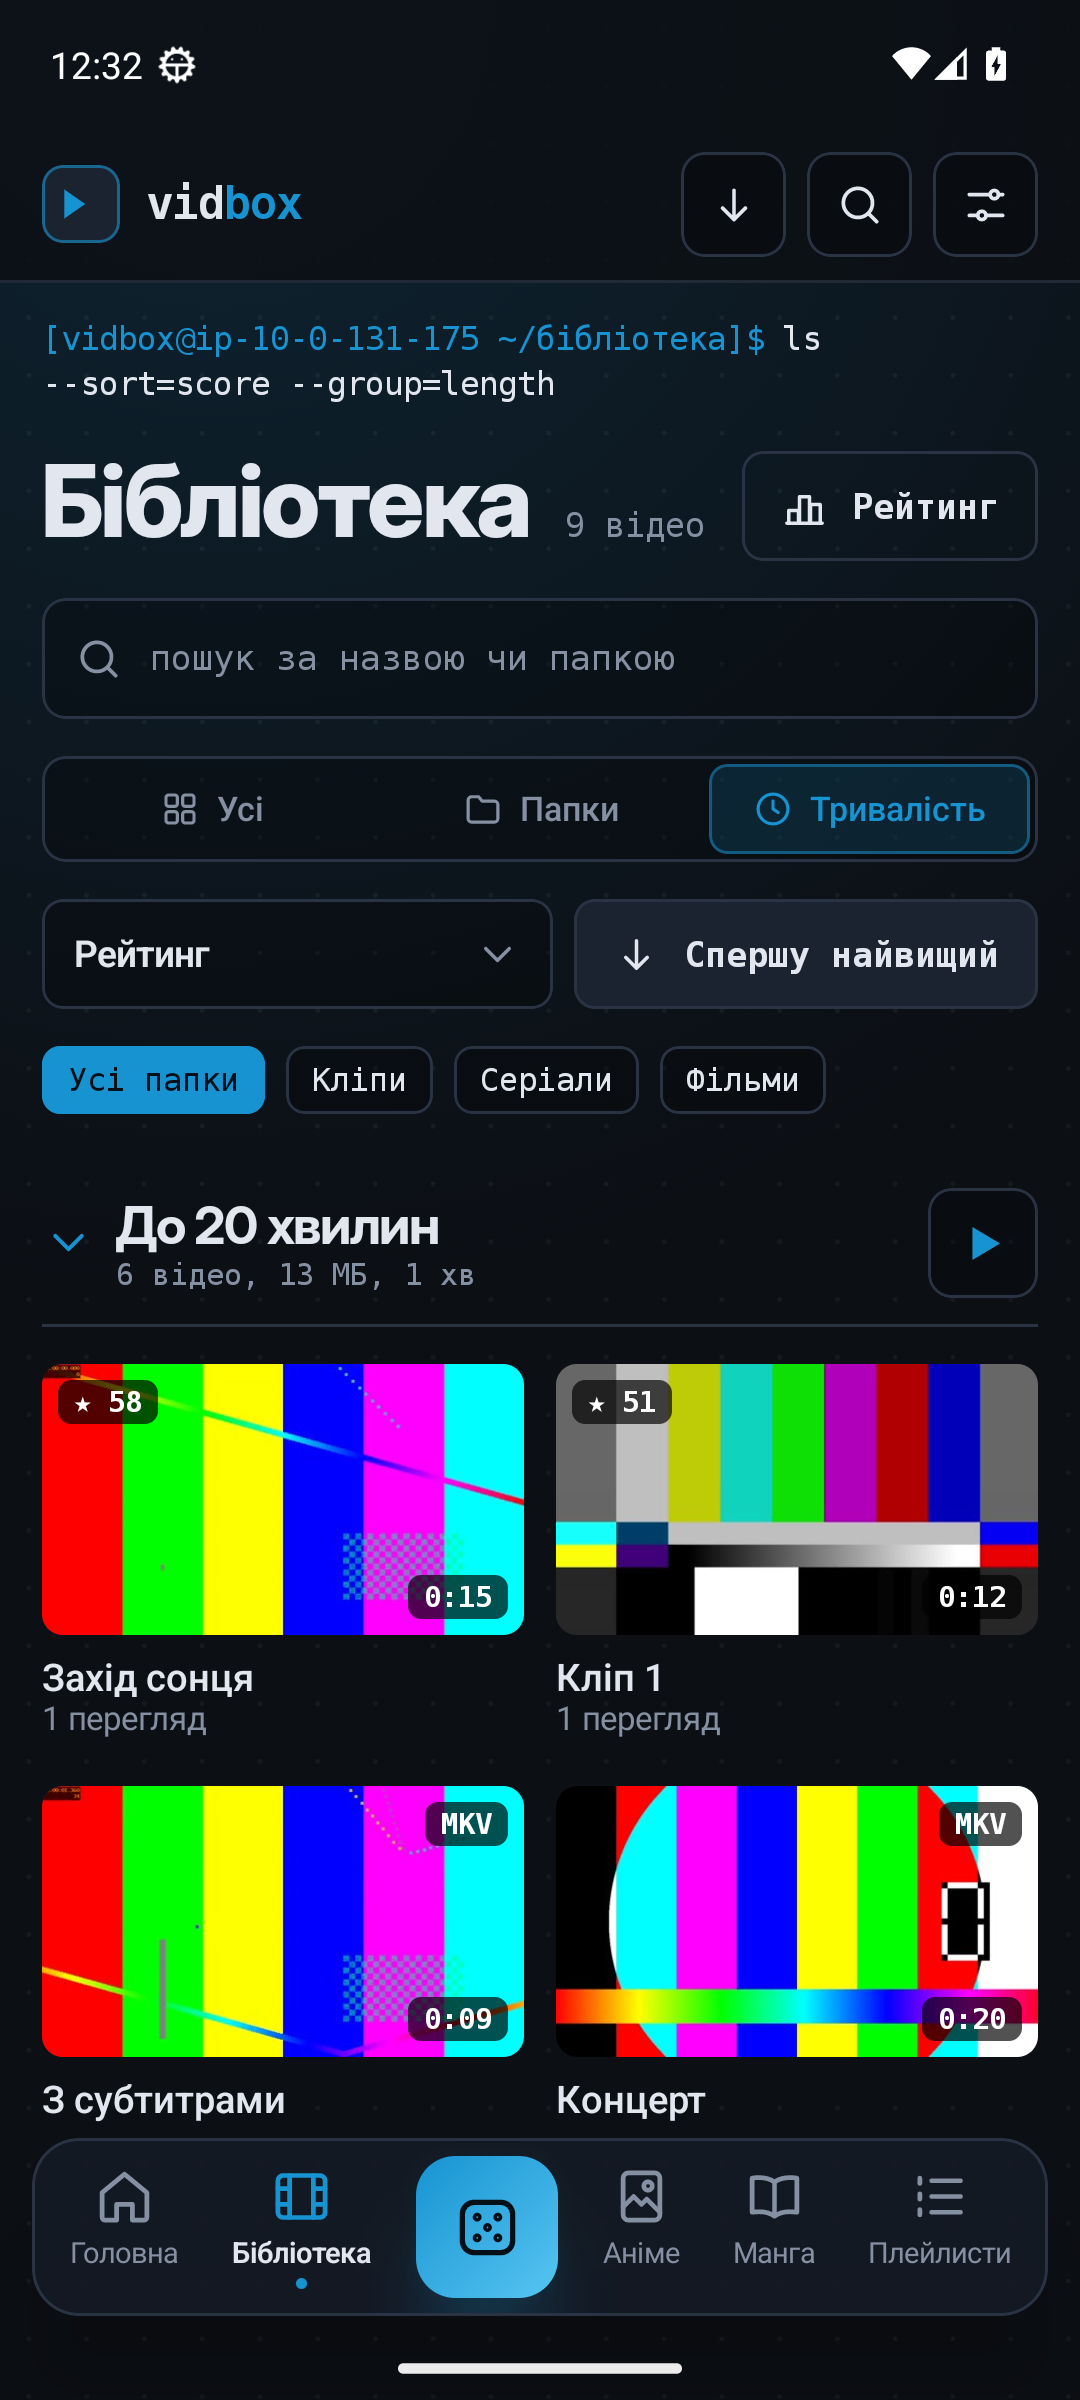 12:32
vidbox
[vidbox@ip-10-0-131-175 ~/бібліотека]$ ls
--sort=score --group=length
Бібліотека 9 відео Рейтинг
пошук за назвою чи папкою
Усі Папки Тривалість
Рейтинг Спершу найвищий
Усі папки Кліпи Серіали Фільми
До 20 хвилин
6 відео, 13 МБ, 1 хв
★ 58 ★ 51
0:15 0:12
Захід сонця Кліп 1
1 перегляд 1 перегляд
MKV MKV
0:09 0:20
З субтитрами Концерт
Головна Бібліотека Аніме Манга Плейлисти